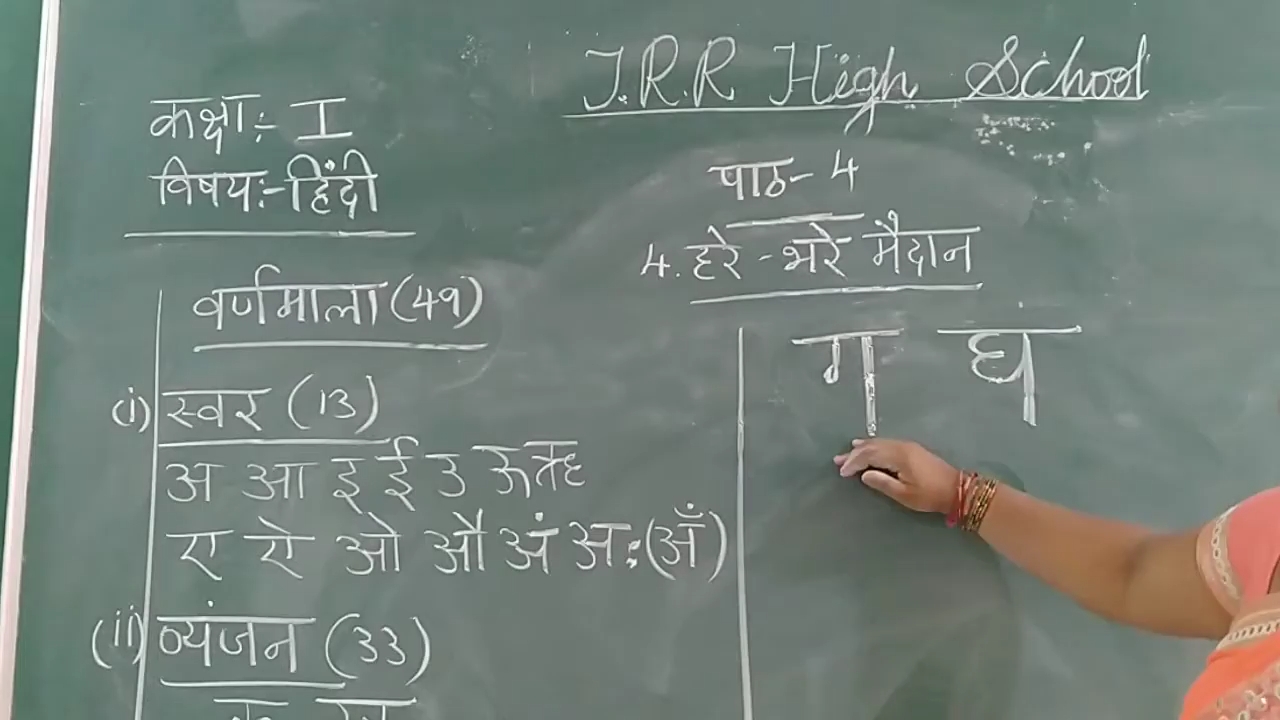 J.R.R High School
कक्षाः- I
विषयः-हिंदी
पाठ- 4
4. हरे - भरे मैदान
वर्णमाला (49)
(i) स्वर (13)
अ आ इ ई उ ऊ ऋ
ए ऐ ओ औ अं अः (अँ)
(ii) व्यंजन (33)
क ख
ग घ